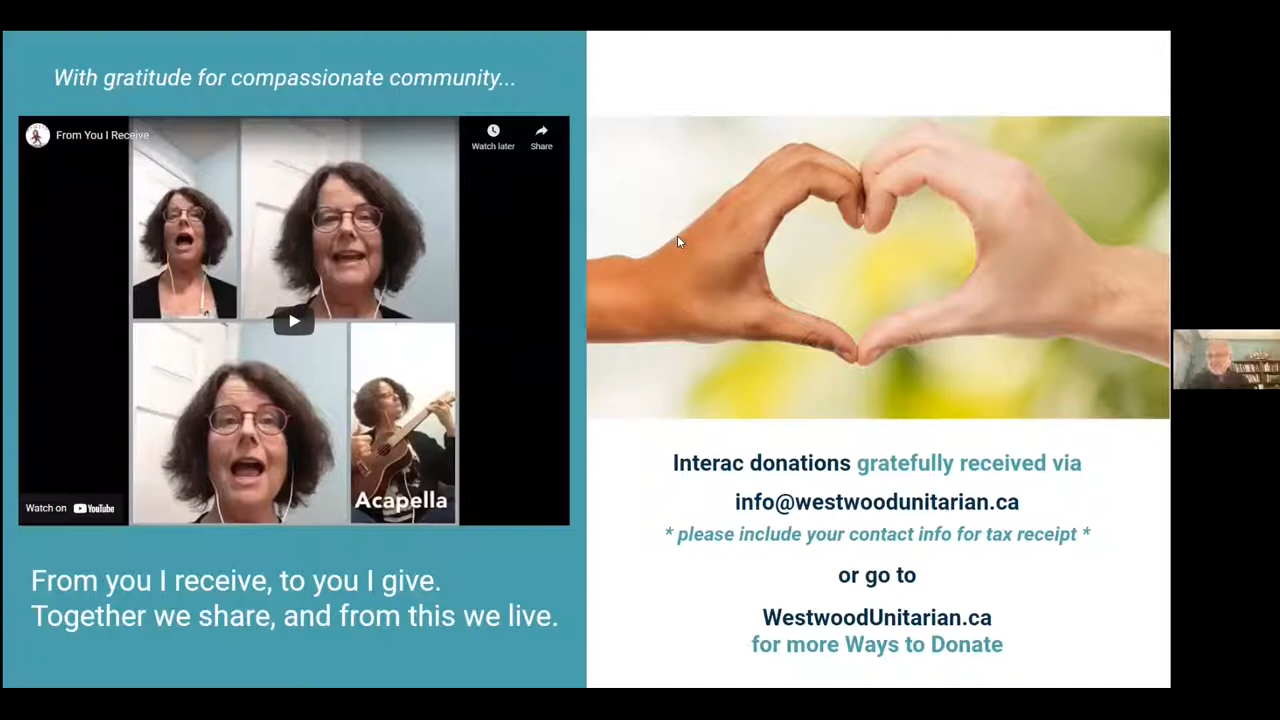 With gratitude for compassionate community...
From You I Receive
Watch later
Share
Acapella
Watch on YouTube
From you I receive, to you I give.
Together we share, and from this we live.
Interac donations gratefully received via
info@westwoodunitarian.ca
* please include your contact info for tax receipt *
or go to
WestwoodUnitarian.ca
for more Ways to Donate